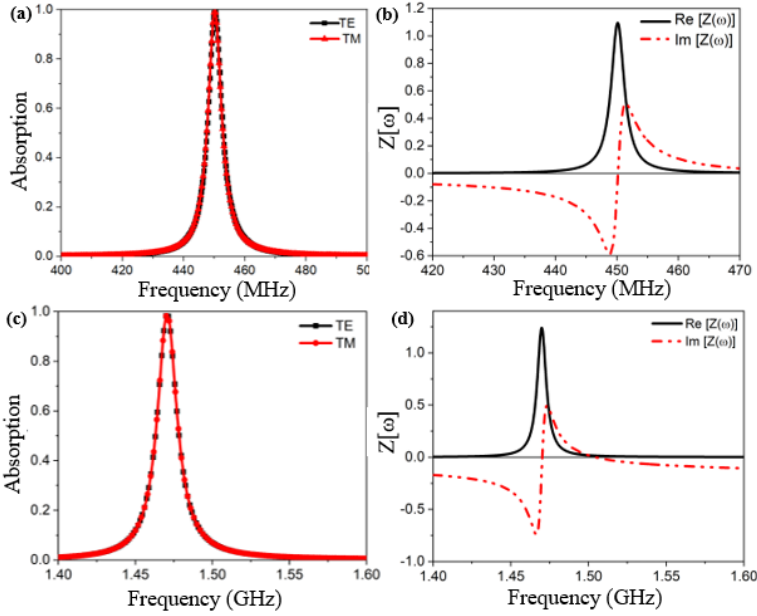 (a)
TE
TM
Absorption
1.0
0.8
0.6
0.4
0.2
0.0
400 420 440 460 480 50
Frequency (MHz)
(b)
Re [Z(ω)]
Im [Z(ω)]
Z[ω]
1.2
1.0
0.8
0.6
0.4
0.2
0.0
-0.2
-0.4
-0.6
420 430 440 450 460 470
Frequency (MHz)
(c)
TE
TM
Absorption
1.0
0.8
0.6
0.4
0.2
0.0
1.40 1.45 1.50 1.55 1.60
Frequency (GHz)
(d)
Re [Z(ω)]
Im [Z(ω)]
Z[ω]
1.0
0.5
0.0
-0.5
-1.0
1.40 1.45 1.50 1.55 1.60
Frequency (GHz)